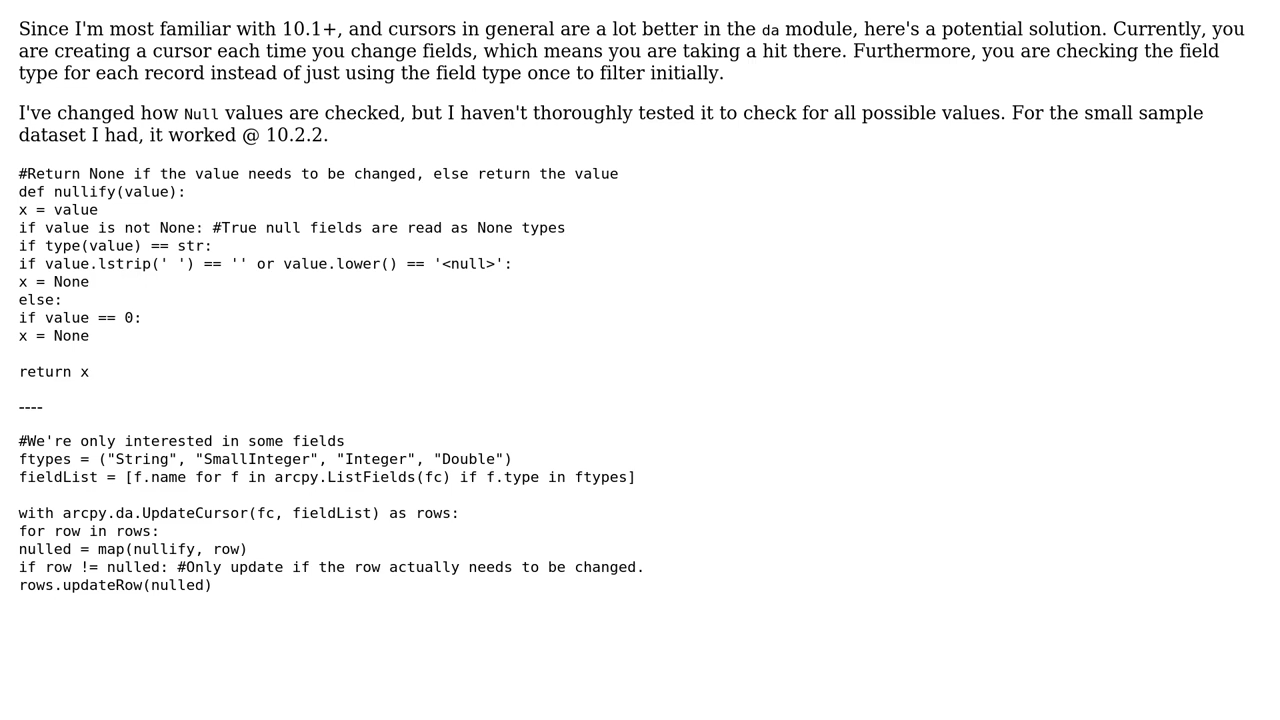 Since I'm most familiar with 10.1+, and cursors in general are a lot better in the da module, here's a potential solution. Currently, you
are creating a cursor each time you change fields, which means you are taking a hit there. Furthermore, you are checking the field
type for each record instead of just using the field type once to filter initially.
I've changed how Null values are checked, but I haven't thoroughly tested it to check for all possible values. For the small sample
dataset I had, it worked @ 10.2.2.
#Return None if the value needs to be changed, else return the value
def nullify(value):
x = value
if value is not None: #True null fields are read as None types
if type(value) == str:
if value.lstrip(' ') == '' or value.lower() == '<null>':
x = None
else:
if value == 0:
x = None
return x
----
#We're only interested in some fields
ftypes = ("String", "SmallInteger", "Integer", "Double")
fieldList = [f.name for f in arcpy.ListFields(fc) if f.type in ftypes]
with arcpy.da.UpdateCursor(fc, fieldList) as rows:
for row in rows:
nulled = map(nullify, row)
if row != nulled: #Only update if the row actually needs to be changed.
rows.updateRow(nulled)